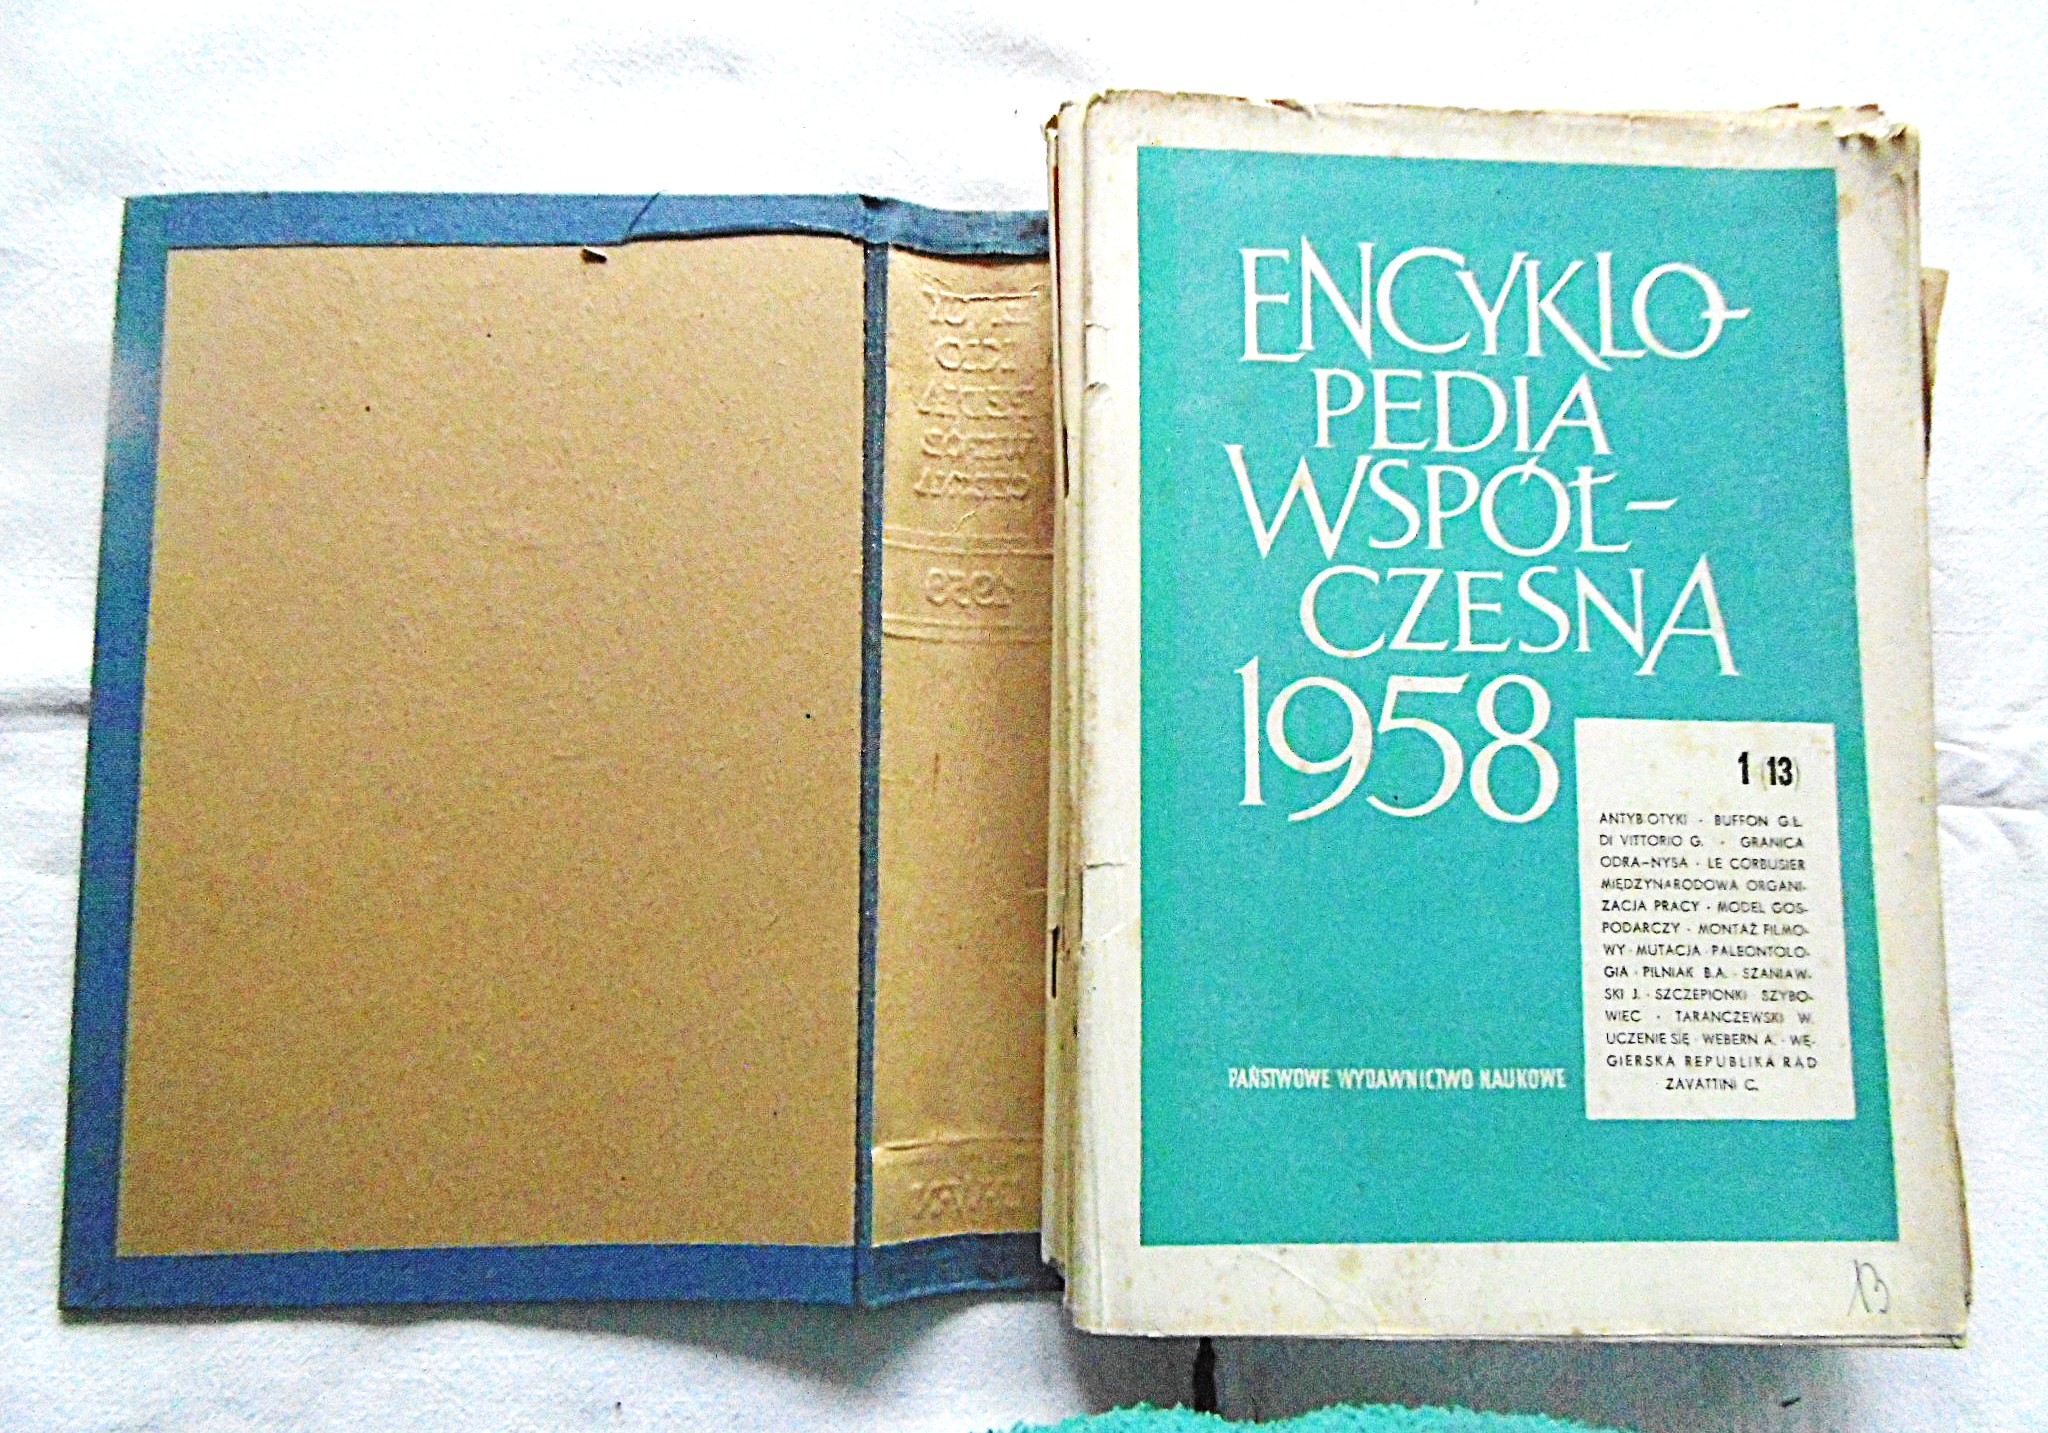 1958
ENCYKLO-
PEDIA
WSPÓŁ-
CZESNA
1958
1 (13)
ANTYBIOTYKI · BUFFON G.Ł.
DI VITTORIO G. · GRANICA
ODRA–NYSA · LE CORBUSIER
MIĘDZYNARODOWA ORGANI-
ZACJA PRACY · MODEL GOS-
PODARCZY · MONTAŻ FILMO-
WY · MUTACJA · PALEONTOLO-
GIA · PILNIAK B.A. · SZANIAW-
SKI J. · SZCZEPIONKI SZYBO-
WIEC · TARANCZEWSKI W.
UCZENIE SIĘ · WEBERN A. · WĘ-
GIERSKA REPUBLIKA RAD
ZAVATTINI C.
PAŃSTWOWE WYDAWNICTWO NAUKOWE
13